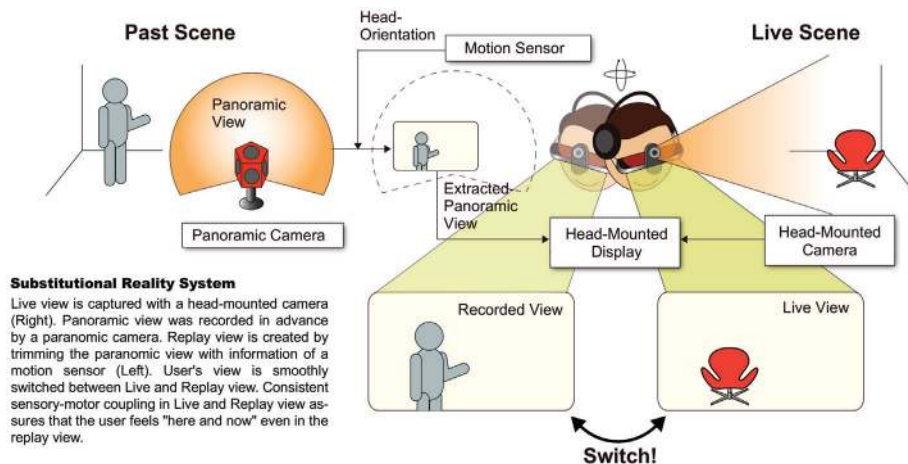 Past Scene
Head-
Orientation
Motion Sensor
Live Scene
Panoramic
View
Extracted-
Panoramic
View
Panoramic Camera
Head-Mounted
Display
Head-Mounted
Camera
Substitutional Reality System
Live view is captured with a head-mounted camera
(Right). Panoramic view was recorded in advance
by a paranomic camera. Replay view is created by
trimming the paranomic view with information of a
motion sensor (Left). User's view is smoothly
switched between Live and Replay view. Consistent
sensory-motor coupling in Live and Replay view as-
sures that the user feels "here and now" even in the
replay view.
Recorded View
Live View
Switch!